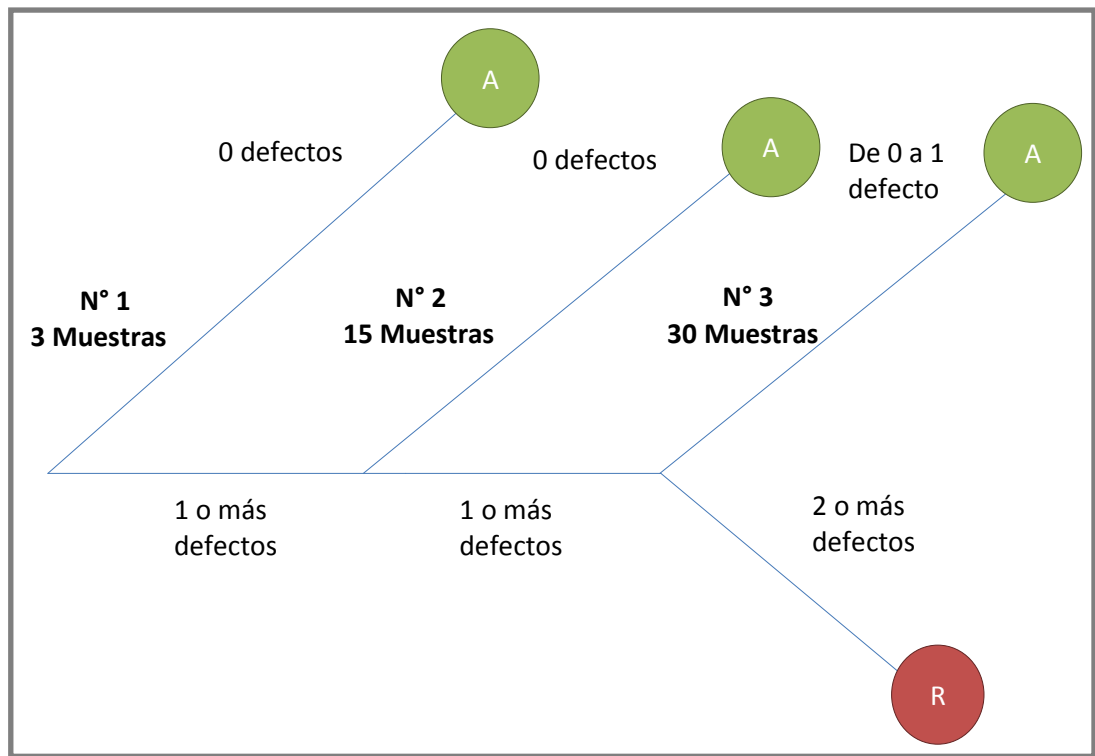 A
0 defectos
A
0 defectos
A
De 0 a 1
defecto
N° 1
3 Muestras
N° 2
15 Muestras
N° 3
30 Muestras
1 o más
defectos
1 o más
defectos
2 o más
defectos
R